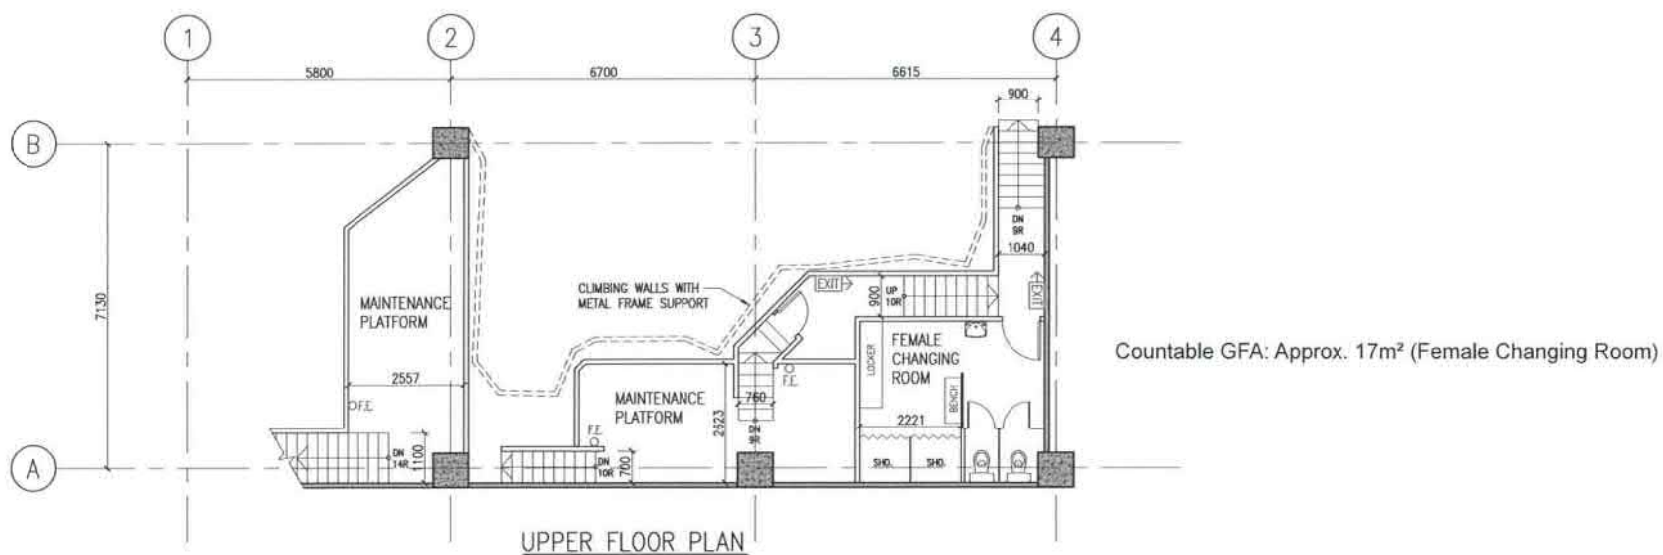 1
2
3
4
5800
6700
6615
900
B
7130
DN
9R
1040
CLIMBING WALLS WITH
METAL FRAME SUPPORT
EXIT
UP
10R
900
EXIT
MAINTENANCE
PLATFORM
FEMALE
CHANGING
ROOM
LOCKER
Countable GFA: Approx. 17m² (Female Changing Room)
2557
F.E.
MAINTENANCE
PLATFORM
F.E.
760
2423
BENCH
2221
F.E.
DN
9R
A
DN
14R
1100
DN
10R
700
SHO.
SHO.
UPPER FLOOR PLAN